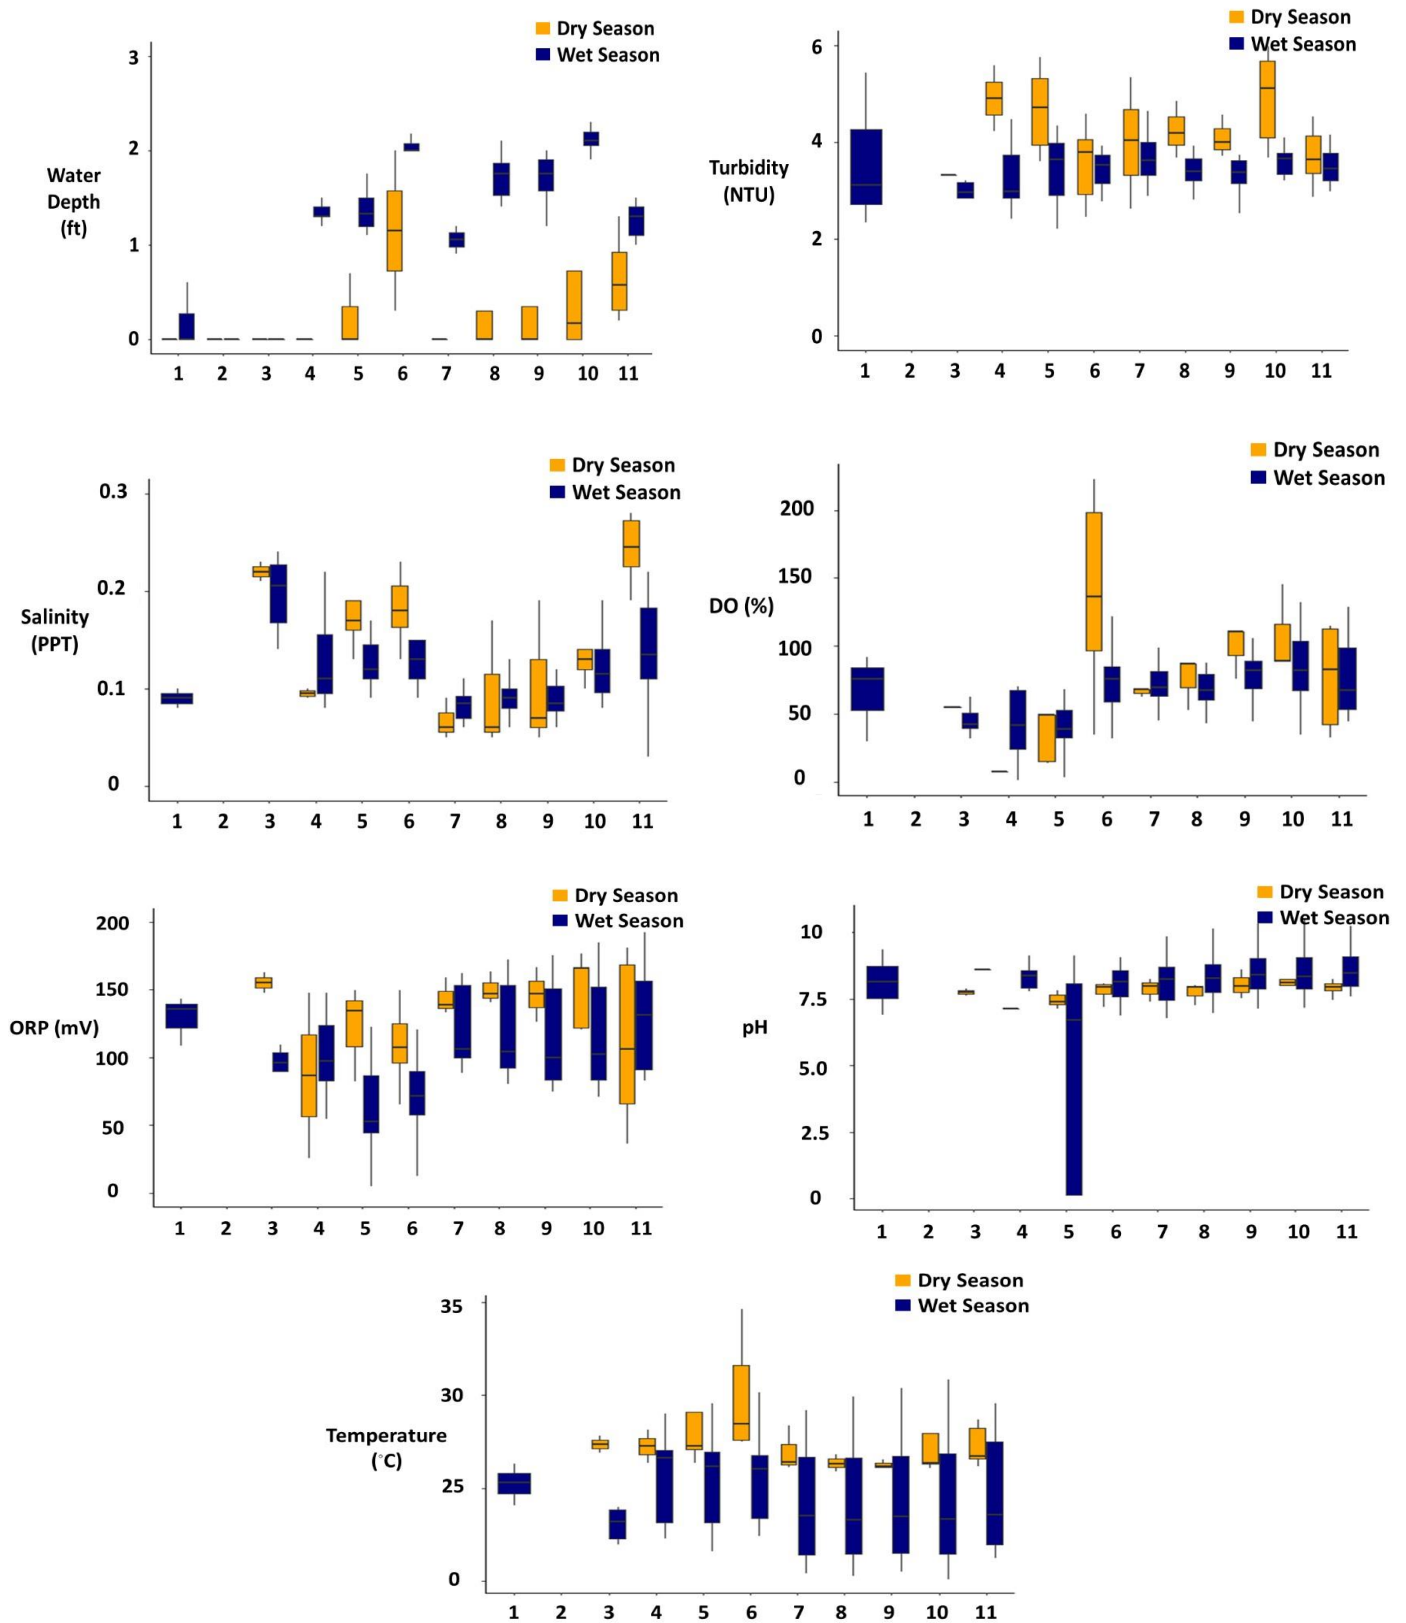 Dry Season
Wet Season
3
2
1
0
Water
Depth
(ft)
1 2 3 4 5 6 7 8 9 10 11
Dry Season
Wet Season
6
4
2
0
Turbidity
(NTU)
1 2 3 4 5 6 7 8 9 10 11
Dry Season
Wet Season
0.3
0.2
0.1
0
Salinity
(PPT)
1 2 3 4 5 6 7 8 9 10 11
Dry Season
Wet Season
200
150
100
50
0
DO (%)
1 2 3 4 5 6 7 8 9 10 11
Dry Season
Wet Season
200
150
100
50
0
ORP (mV)
1 2 3 4 5 6 7 8 9 10 11
Dry Season
Wet Season
10
7.5
5.0
2.5
0
pH
1 2 3 4 5 6 7 8 9 10 11
Dry Season
Wet Season
35
30
25
0
Temperature
(°C)
1 2 3 4 5 6 7 8 9 10 11